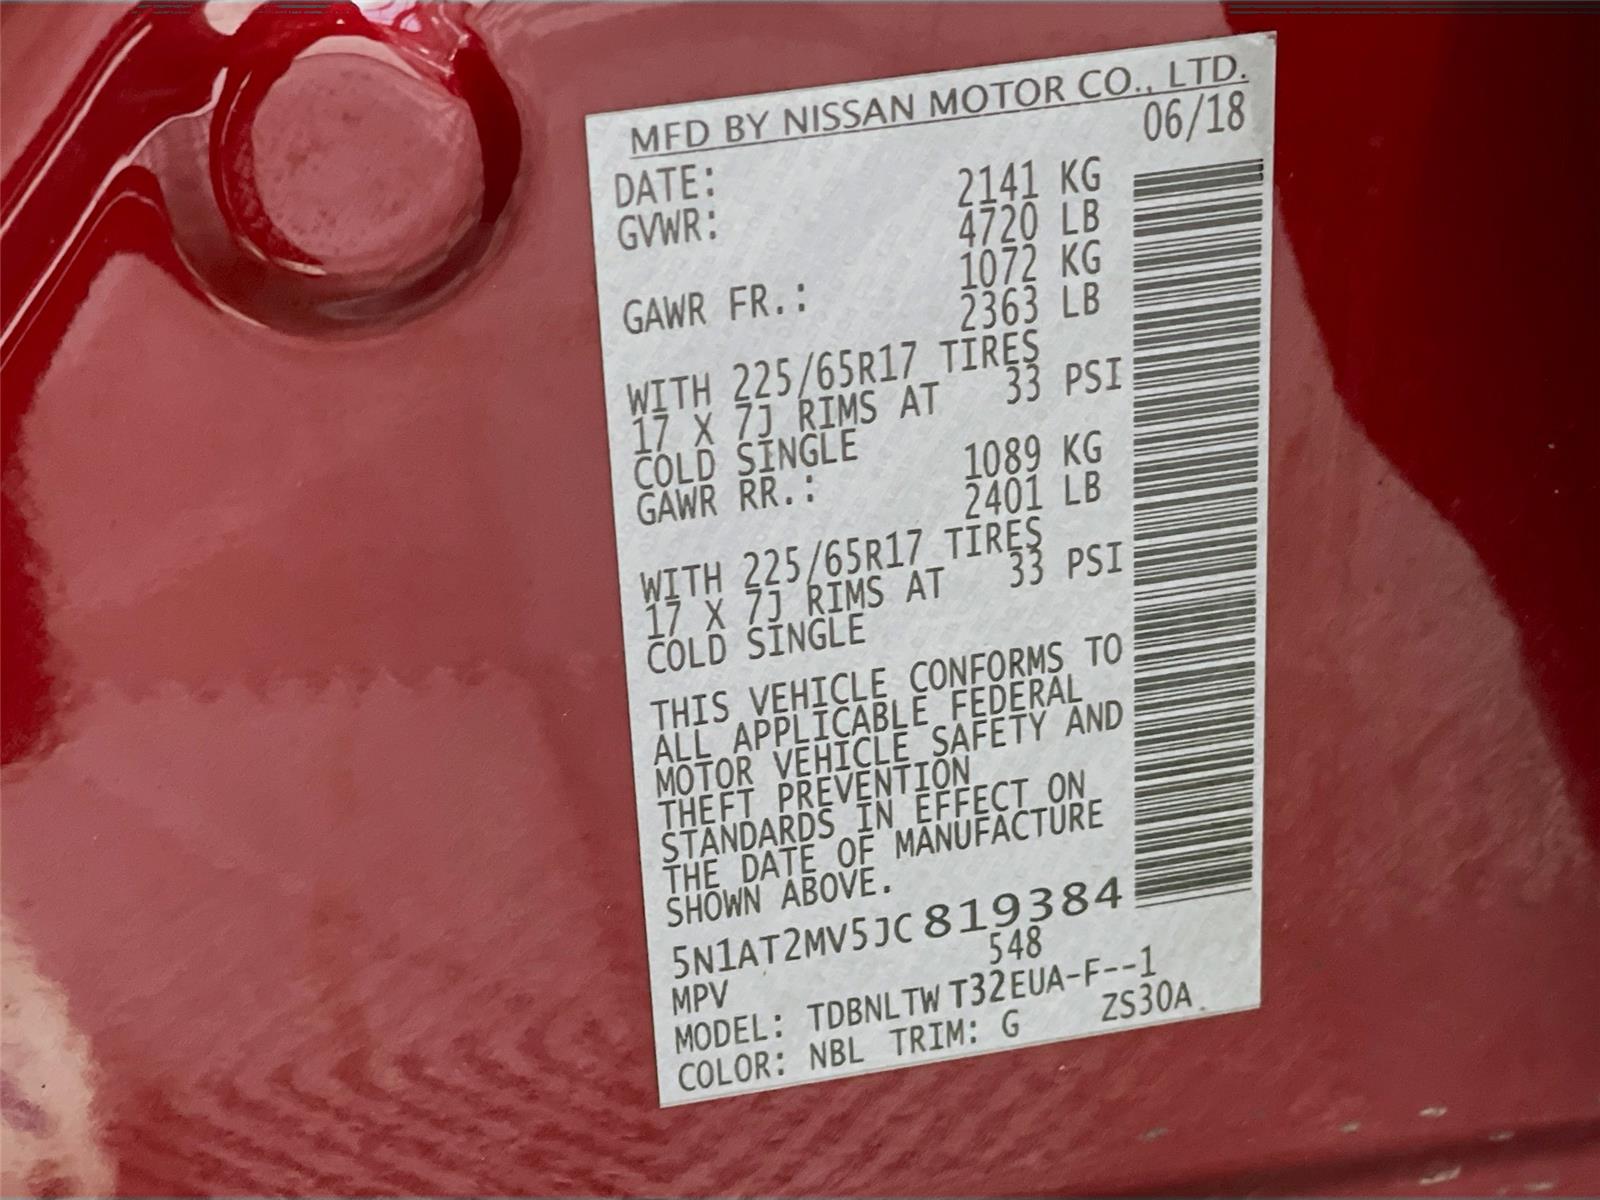 MFD BY NISSAN MOTOR CO., LTD.
DATE: 06/18
GVWR: 2141 KG
4720 LB
GAWR FR.: 1072 KG
2363 LB
WITH 225/65R17 TIRES
17 X 7J RIMS AT 33 PSI
COLD SINGLE
GAWR RR.: 1089 KG
2401 LB
WITH 225/65R17 TIRES
17 X 7J RIMS AT 33 PSI
COLD SINGLE
THIS VEHICLE CONFORMS TO
ALL APPLICABLE FEDERAL
MOTOR VEHICLE SAFETY AND
THEFT PREVENTION
STANDARDS IN EFFECT ON
THE DATE OF MANUFACTURE
SHOWN ABOVE.
5N1AT2MV5JC819384
MPV 548
MODEL: TDBNLTW T32EUA-F--1
COLOR: NBL TRIM: G ZS30A